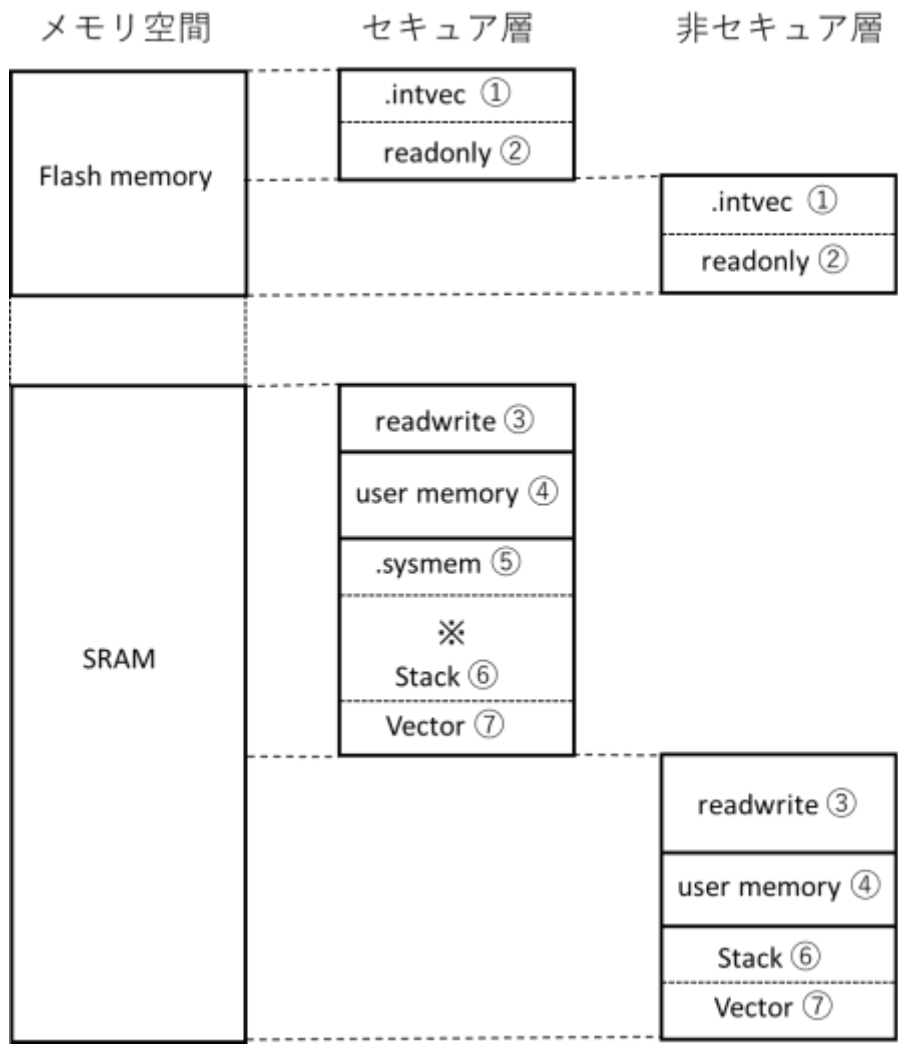 メモリ空間 セキュア層 非セキュア層
Flash memory
.intvec ①
readonly ②
.intvec ①
readonly ②
SRAM
readwrite ③
user memory ④
.sysmem ⑤
※
Stack ⑥
Vector ⑦
readwrite ③
user memory ④
Stack ⑥
Vector ⑦